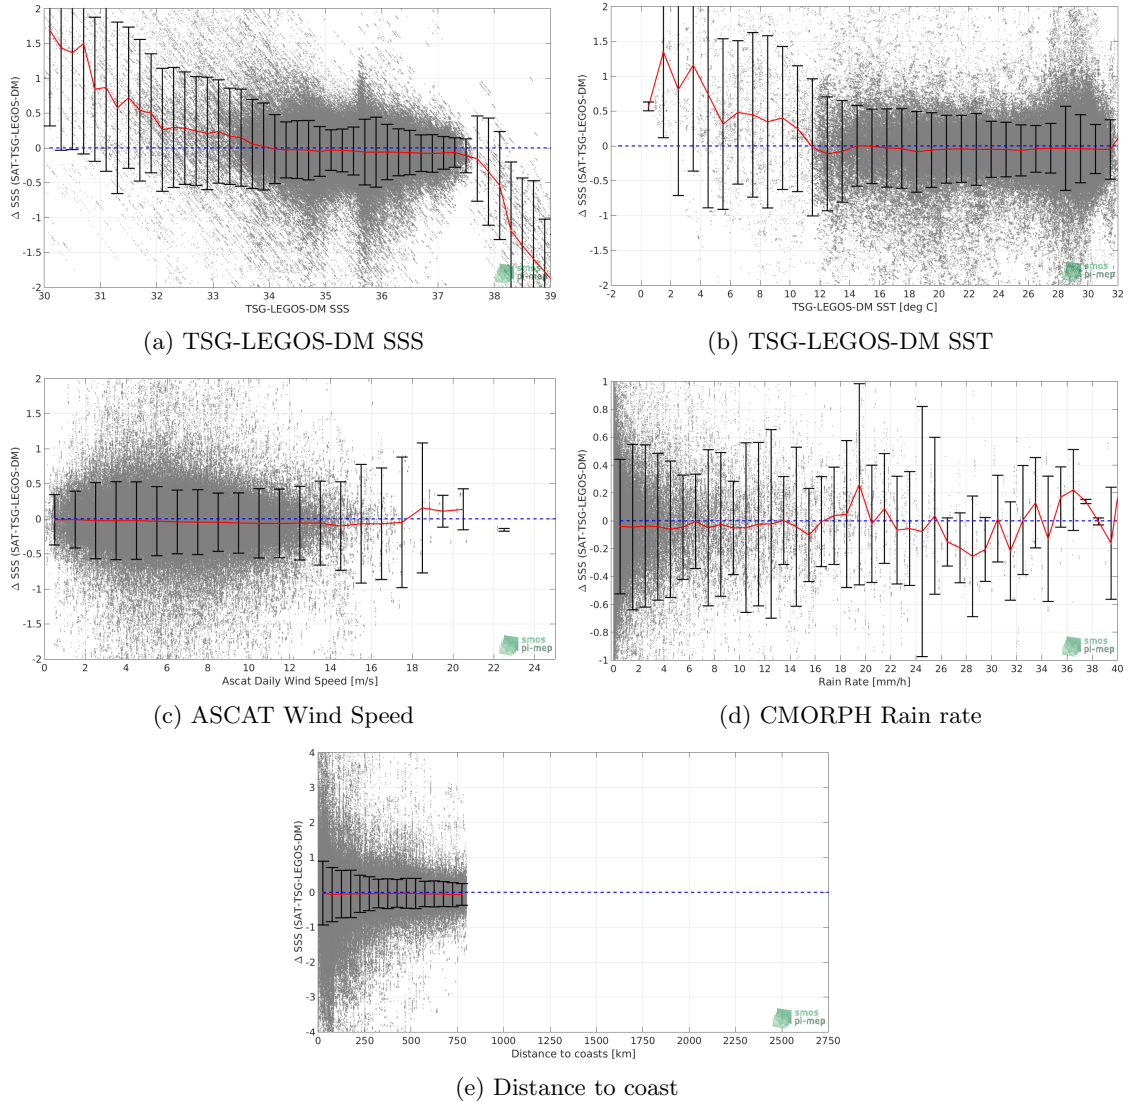 2
1.5
1
0.5
0
-0.5
-1
-1.5
-2
Δ SSS (SAT-TSG-LEGOS-DM)
30 31 32 33 34 35 36 37 38 39
TSG-LEGOS-DM SSS
smos
pi-mep
(a) TSG-LEGOS-DM SSS
2
1.5
1
0.5
0
-0.5
-1
-1.5
-2
Δ SSS (SAT-TSG-LEGOS-DM)
-2 0 2 4 6 8 10 12 14 16 18 20 22 24 26 28 30 32
TSG-LEGOS-DM SST [deg C]
smos
pi-mep
(b) TSG-LEGOS-DM SST
2
1.5
1
0.5
0
-0.5
-1
-1.5
-2
Δ SSS (SAT-TSG-LEGOS-DM)
0 2 4 6 8 10 12 14 16 18 20 22 24
Ascat Daily Wind Speed [m/s]
smos
pi-mep
(c) ASCAT Wind Speed
1
0.8
0.6
0.4
0.2
0
-0.2
-0.4
-0.6
-0.8
-1
Δ SSS (SAT-TSG-LEGOS-DM)
0 2 4 6 8 10 12 14 16 18 20 22 24 26 28 30 32 34 36 38 40
Rain Rate [mm/h]
smos
pi-mep
(d) CMORPH Rain rate
4
3
2
1
0
-1
-2
-3
-4
Δ SSS (SAT-TSG-LEGOS-DM)
0 250 500 750 1000 1250 1500 1750 2000 2250 2500 2750
Distance to coasts [km]
smos
pi-mep
(e) Distance to coast